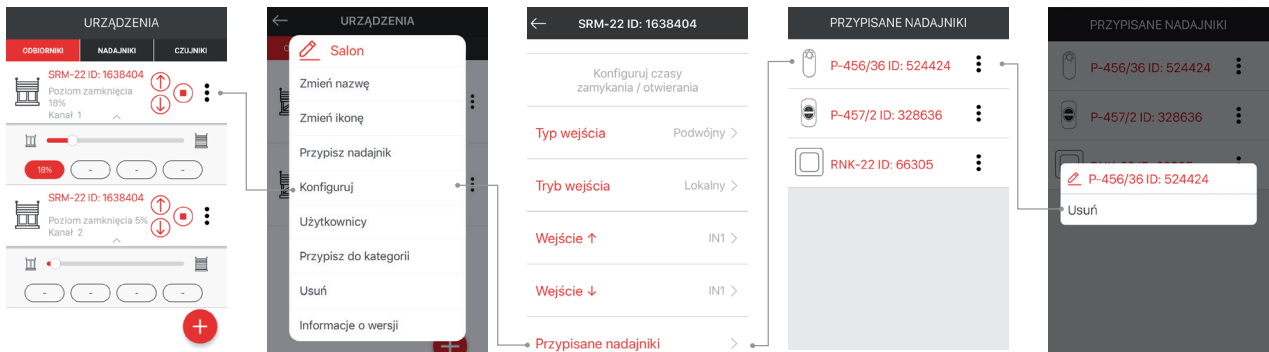 URZĄDZENIA
ODBIORNIKI NADAJNIKI CZUJNIKI
SRM-22 ID: 1638404
Poziom zamknięcia
18%
Kanał 1
18% - - -
SRM-22 ID: 1638404
Poziom zamknięcia 5%
Kanał 2
- - - -
+
URZĄDZENIA
Salon
Zmień nazwę
Zmień ikonę
Przypisz nadajnik
Konfiguruj
Użytkownicy
Przypisz do kategorii
Usuń
Informacje o wersji
SRM-22 ID: 1638404
Konfiguruj czasy
zamykania / otwierania
Typ wejścia Podwójny >
Tryb wejścia Lokalny >
Wejście ↑ IN1 >
Wejście ↓ IN1 >
Przypisane nadajniki >
PRZYPISANE NADAJNIKI
P-456/36 ID: 524424
P-457/2 ID: 328636
RNK-22 ID: 66305
PRZYPISANE NADAJNIKI
P-456/36 ID: 524424
P-457/2 ID: 328636
P-456/36 ID: 524424
Usuń